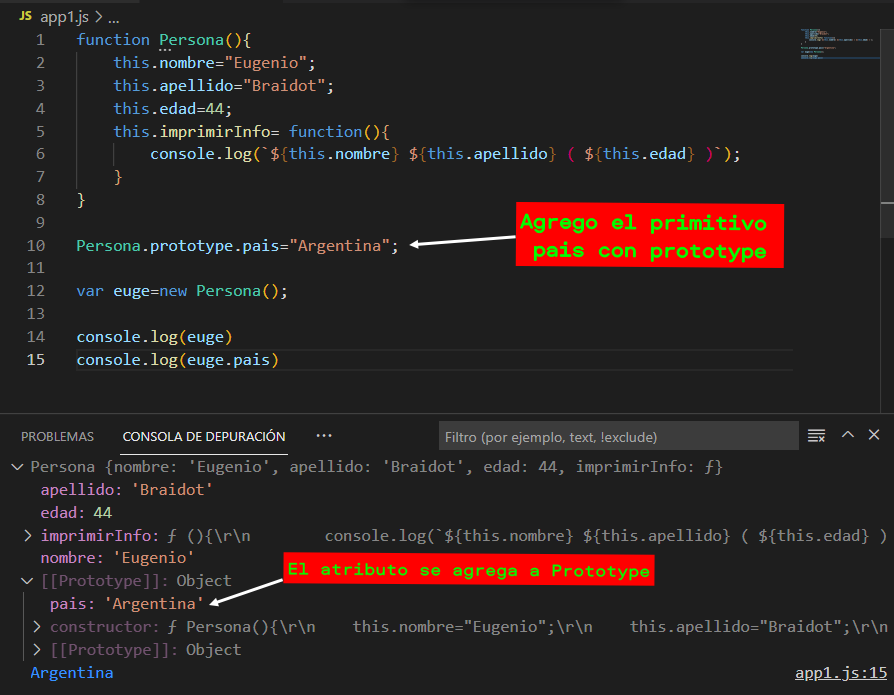 JS app1.js > ...
1 function Persona(){
2 this.nombre="Eugenio";
3 this.apellido="Braidot";
4 this.edad=44;
5 this.imprimirInfo= function(){
6 console.log(`${this.nombre} ${this.apellido} ( ${this.edad} )`);
7 }
8 }
9
10 Persona.prototype.pais="Argentina";
Agrego el primitivo
pais con prototype
11
12 var euge=new Persona();
13
14 console.log(euge)
15 console.log(euge.pais)
PROBLEMAS CONSOLA DE DEPURACIÓN ... Filtro (por ejemplo, text, !exclude)
Persona {nombre: 'Eugenio', apellido: 'Braidot', edad: 44, imprimirInfo: ƒ}
apellido: 'Braidot'
edad: 44
imprimirInfo: ƒ (){\r\n console.log(`${this.nombre} ${this.apellido} ( ${this.edad} )
nombre: 'Eugenio'
El atributo se agrega a Prototype
[[Prototype]]: Object
pais: 'Argentina'
constructor: ƒ Persona(){\r\n this.nombre="Eugenio";\r\n this.apellido="Braidot";\r\n
[[Prototype]]: Object
Argentina app1.js:15